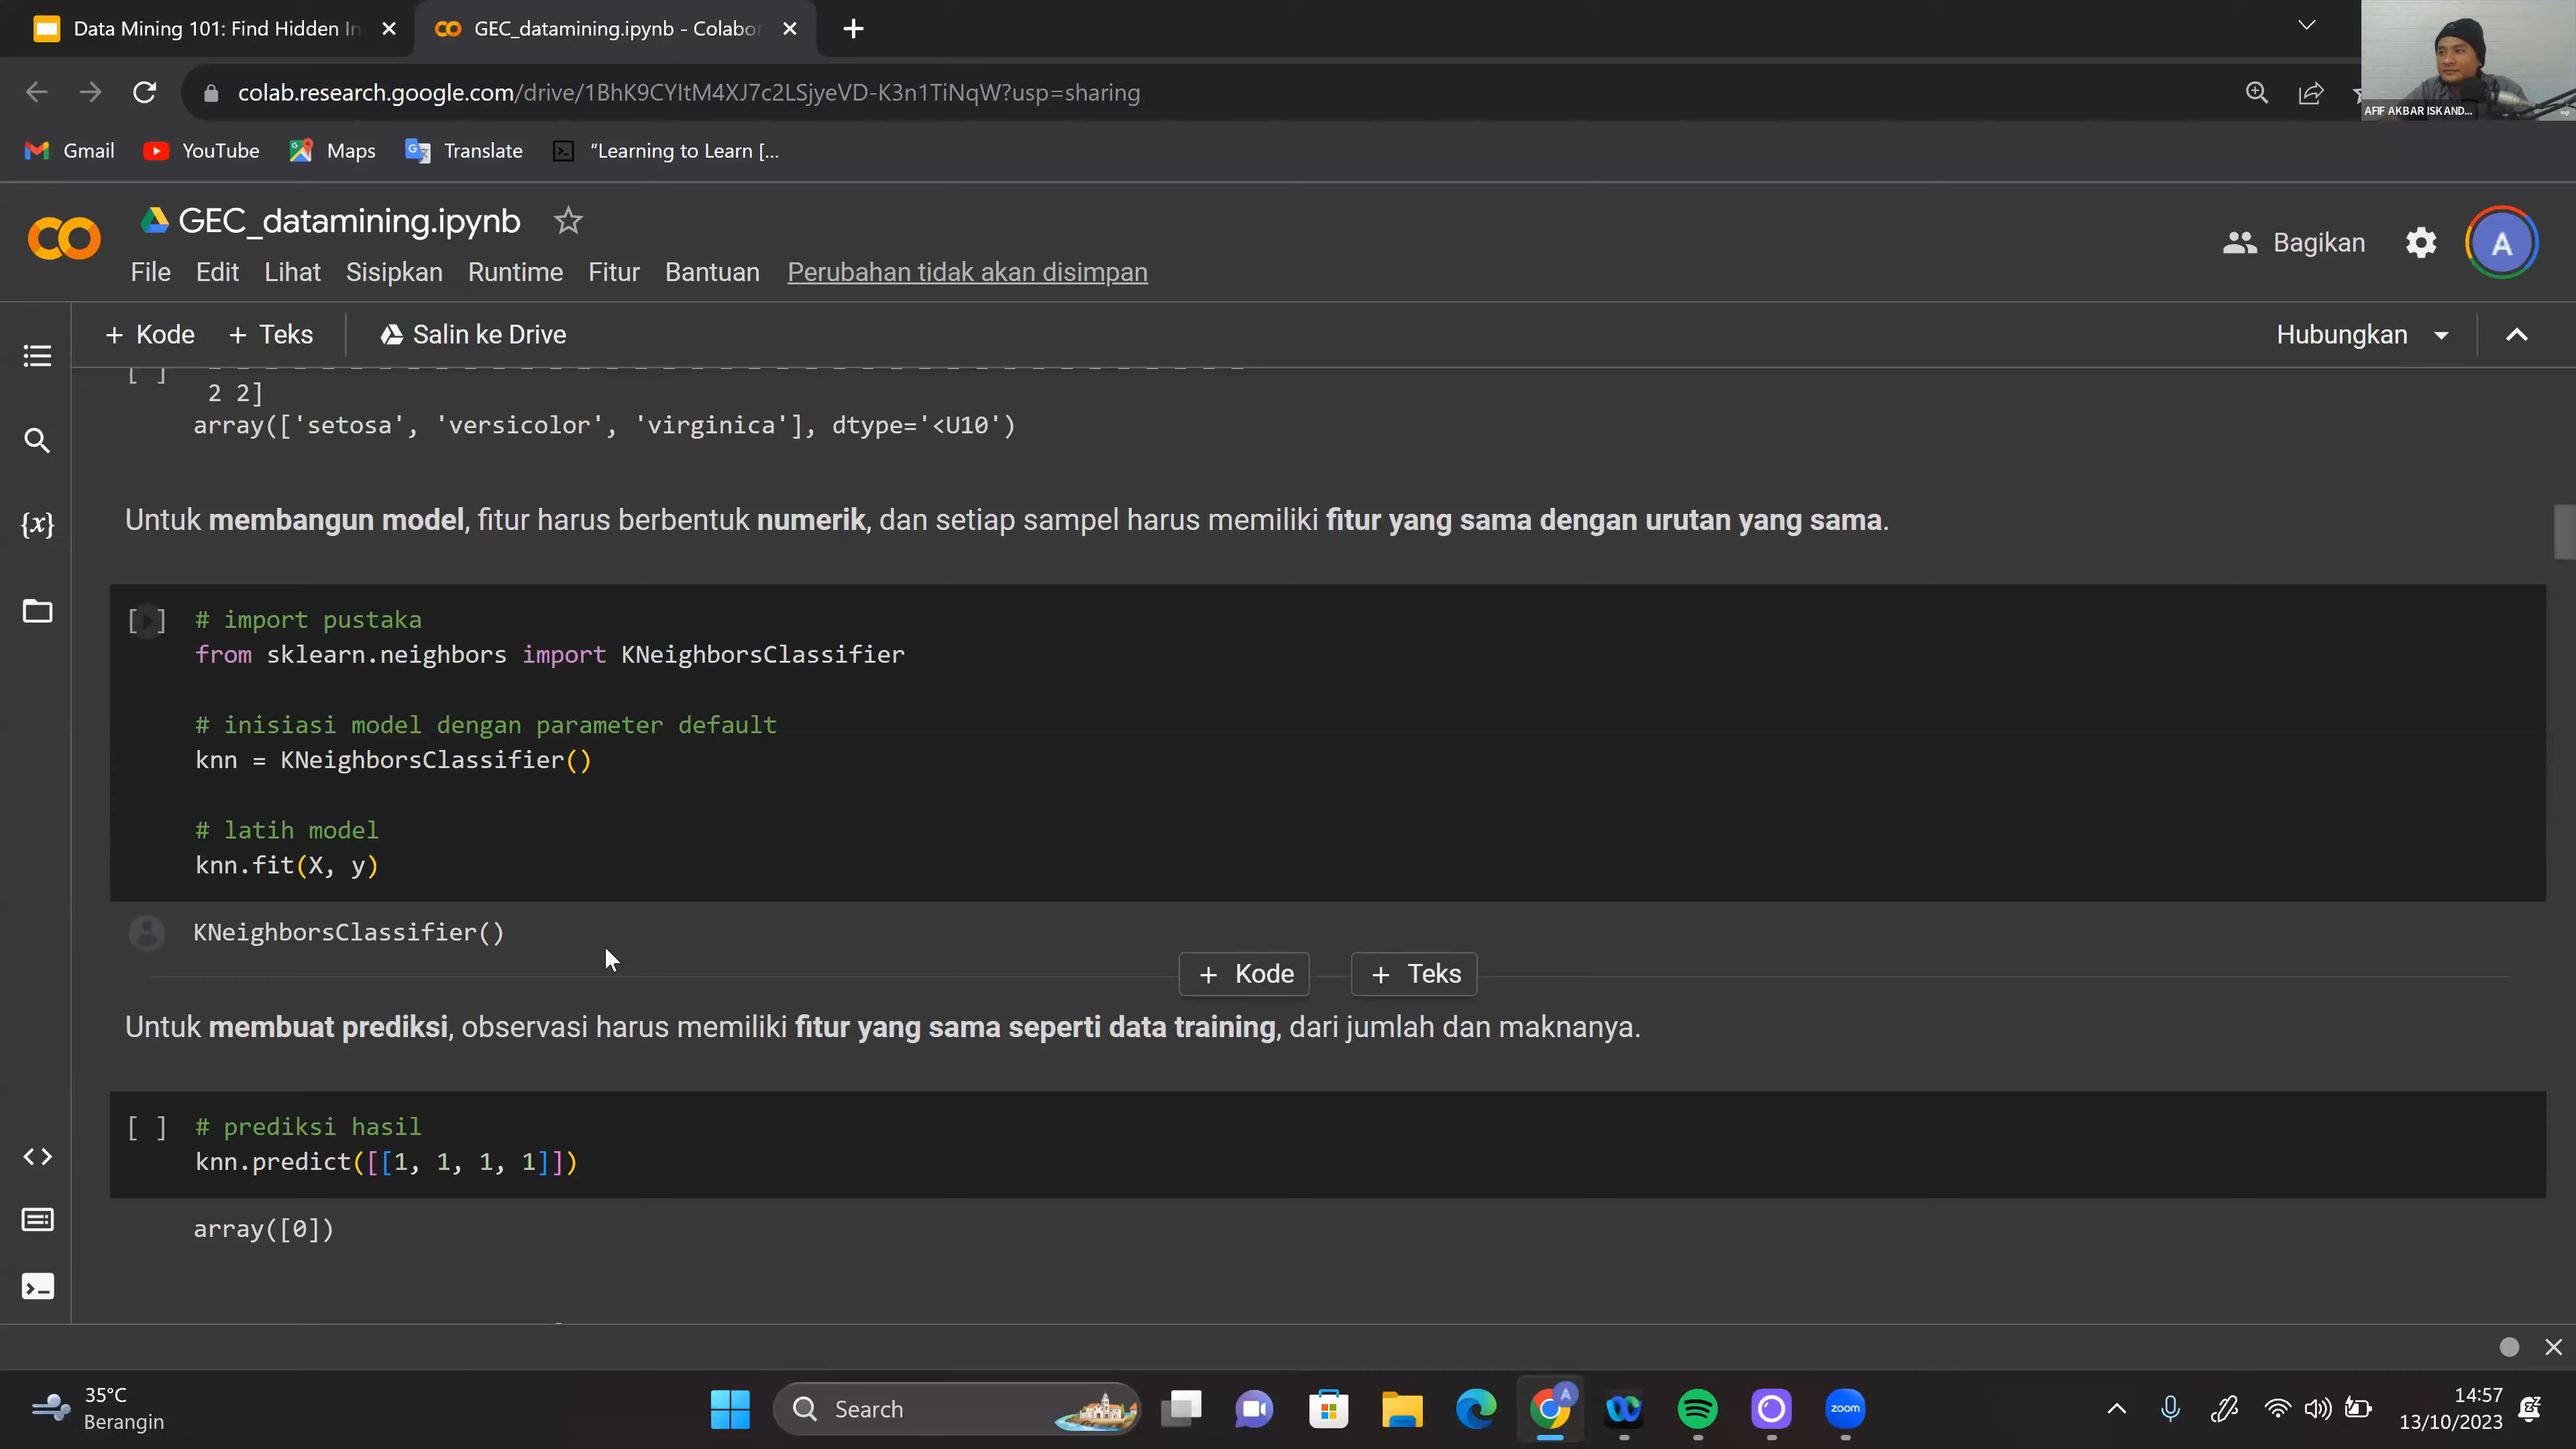 Data Mining 101: Find Hidden In
GEC_datamining.ipynb - Colabor
colab.research.google.com/drive/1BhK9CYItM4XJ7c2LSjyeVD-K3n1TiNqW?usp=sharing
AFIF AKBAR ISKAND...
Gmail
YouTube
Maps
Translate
"Learning to Learn [...
GEC_datamining.ipynb
Bagikan
A
File Edit Lihat Sisipkan Runtime Fitur Bantuan Perubahan tidak akan disimpan
+ Kode + Teks Salin ke Drive
Hubungkan
[ ]
2 2]
array(['setosa', 'versicolor', 'virginica'], dtype='<U10')
Untuk membangun model, fitur harus berbentuk numerik, dan setiap sampel harus memiliki fitur yang sama dengan urutan yang sama.
{x}
[ ] # import pustaka
from sklearn.neighbors import KNeighborsClassifier
# inisiasi model dengan parameter default
knn = KNeighborsClassifier()
# latih model
knn.fit(X, y)
KNeighborsClassifier()
+ Kode + Teks
Untuk membuat prediksi, observasi harus memiliki fitur yang sama seperti data training, dari jumlah dan maknanya.
[ ] # prediksi hasil
knn.predict([[1, 1, 1, 1]])
array([0])
35°C
Berangin
Search
A
zoom
14:57
13/10/2023